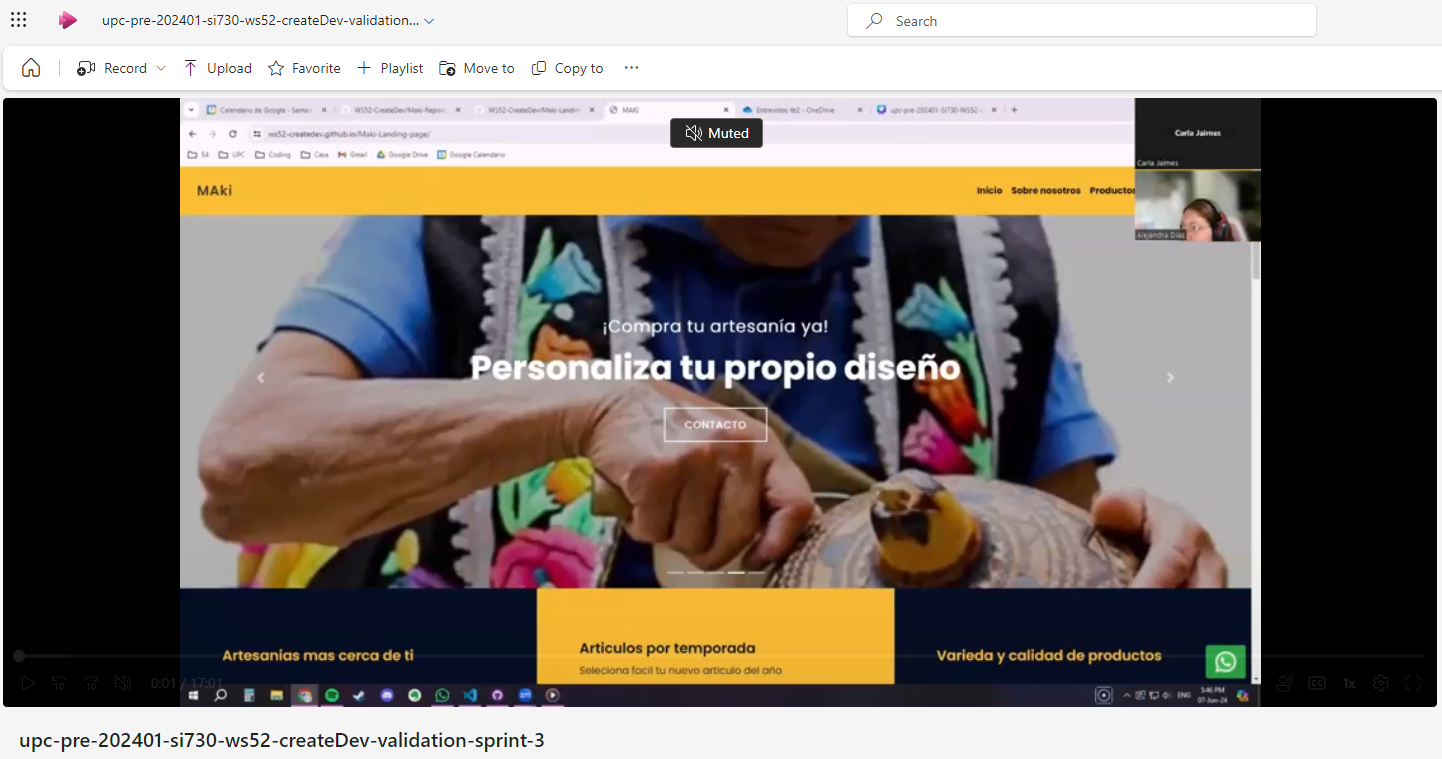 upc-pre-202401-si730-ws52-createDev-validation...
Search
Record
Upload
Favorite
Playlist
Move to
Copy to
Calendario de Google - Seman
WS52-CreateDev/Maki-Report
WS52-CreateDev/Maki-Landin
MAKI
Entrevistas tb2 - OneDrive
upc-pre-202401-SI730-WS52-
ws52-createdev.github.io/Maki-Landing-page/
Muted
S4
UPC
Coding
Casa
Gmail
Google Drive
Google Calendario
Carla Jaimes
Carla Jaimes
Alejandra Díaz
MAki
Inicio
Sobre nosotros
Productos
¡Compra tu artesanía ya!
Personaliza tu propio diseño
CONTACTO
Artesanias mas cerca de ti
Articulos por temporada
Seleciona facil tu nuevo articulo del año
Varieda y calidad de productos
0:01 / 17:01
CC
1x
ENG
5:46 PM
07-Jun-24
upc-pre-202401-si730-ws52-createDev-validation-sprint-3